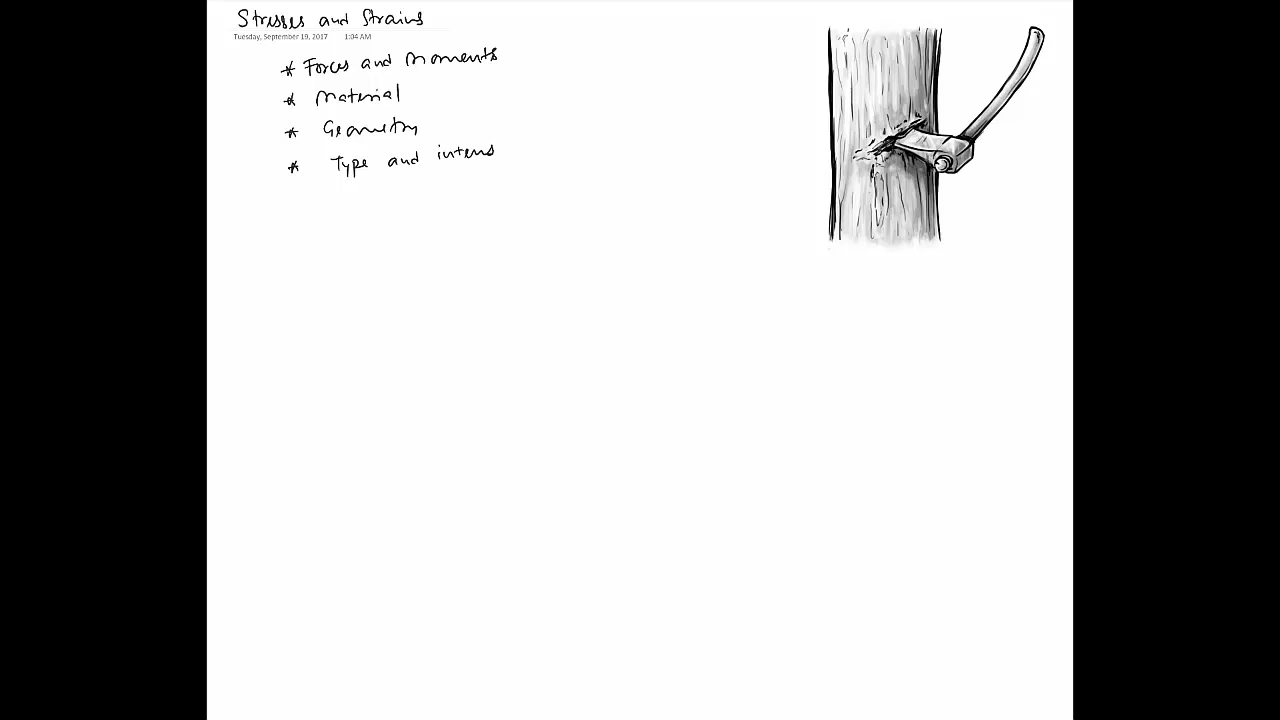 Stresses and Strains
Tuesday, September 19, 2017 1:04 AM
* Forces and Moments
* Material
* Geometry
* Type and intens